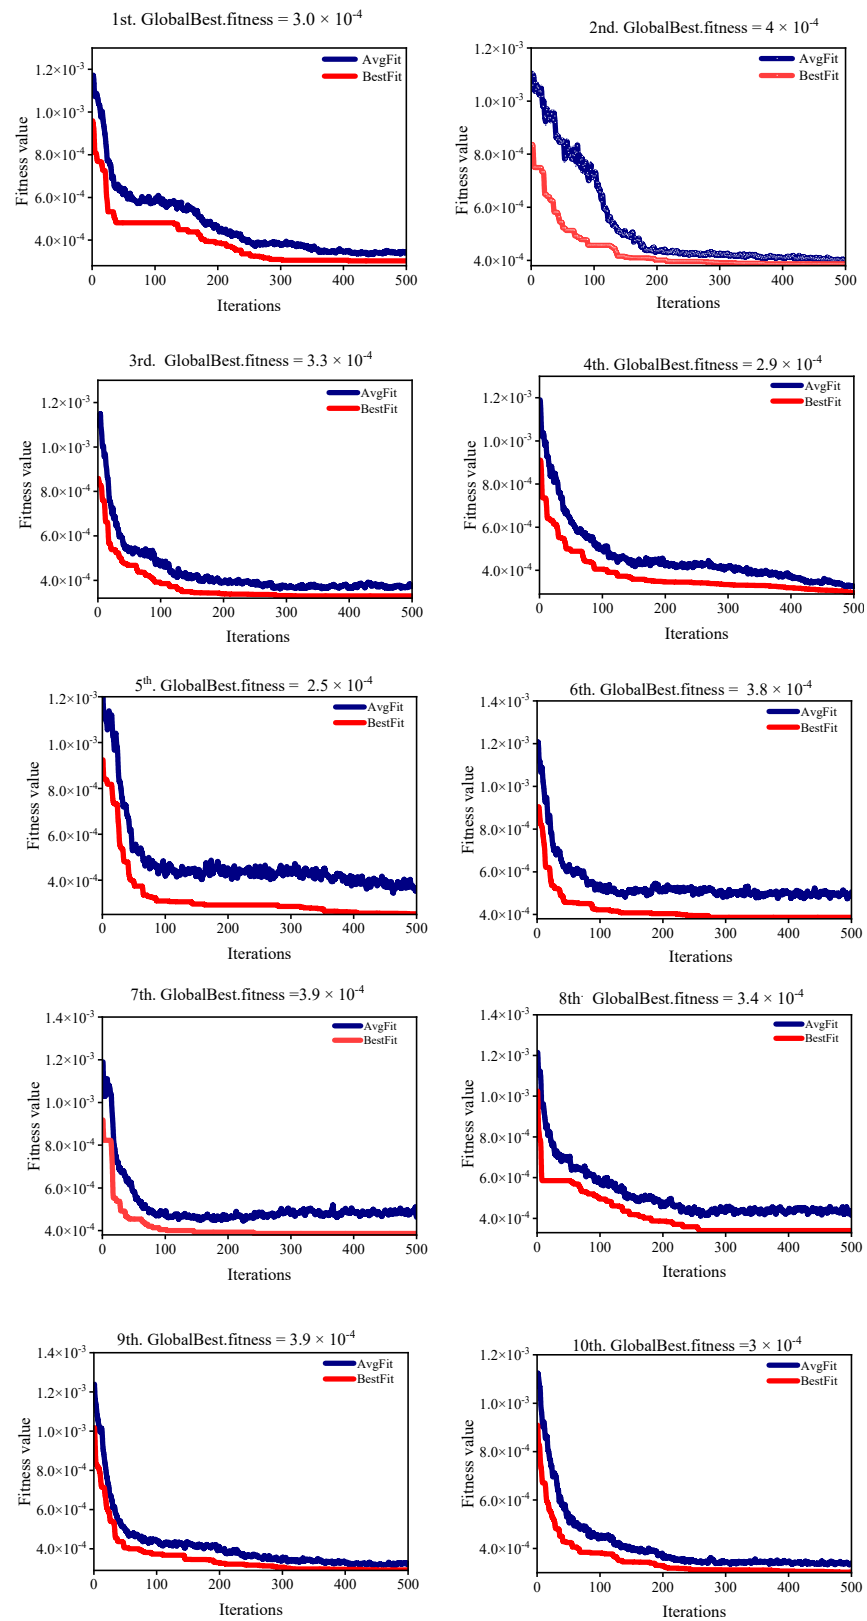 1st. GlobalBest.fitness = 3.0 × 10-4
Fitness value
1.2×10-3
1.0×10-3
8.0×10-4
6.0×10-4
4.0×10-4
AvgFit
BestFit
0 100 200 300 400 500
Iterictions
2nd. GlobalBest.fitness = 4 × 10-4
Fitness value
1.2×10-3
1.0×10-3
8.0×10-4
6.0×10-4
4.0×10-4
AvgFit
BestFit
0 100 200 300 400 500
Iterations
3rd. GlobalBest.fitness = 3.3 × 10-4
Fitness value
1.2×10-3
1.0×10-3
8.0×10-4
6.0×10-4
4.0×10-4
AvgFit
BestFit
0 100 200 300 400 500
Iterations
4th. GlobalBest.fitness = 2.9 × 10-4
Fitness value
1.2×10-3
1.0×10-3
8.0×10-4
6.0×10-4
4.0×10-4
AvgFit
BestFit
0 100 200 300 400 500
Iterations
5th. GlobalBest.fitness = 2.5 × 10-4
Fitness value
1.2×10-3
1.0×10-3
8.0×10-4
6.0×10-4
4.0×10-4
AvgFit
BestFit
0 100 200 300 400 500
Iterations
6th. GlobalBest.fitness = 3.8 × 10-4
Fitness value
1.4×10-3
1.2×10-3
1.0×10-3
8.0×10-4
6.0×10-4
4.0×10-4
AvgFit
BestFit
0 100 200 300 400 500
Iterations
7th. GlobalBest.fitness =3.9 × 10-4
Fitness value
1.4×10-3
1.2×10-3
1.0×10-3
8.0×10-4
6.0×10-4
4.0×10-4
AvgFit
BestFit
0 100 200 300 400 500
Iterations
8th. GlobalBest.fitness = 3.4 × 10-4
Fitness value
1.4×10-3
1.2×10-3
1.0×10-3
8.0×10-4
6.0×10-4
4.0×10-4
AvgFit
BestFit
0 100 200 300 400 500
Iterations
9th. GlobalBest.fitness = 3.9 × 10-4
Fitness value
1.4×10-3
1.2×10-3
1.0×10-3
8.0×10-4
6.0×10-4
4.0×10-4
AvgFit
BestFit
0 100 200 300 400 500
Iterations
10th. GlobalBest.fitness =3 × 10-4
Fitness value
1.2×10-3
1.0×10-3
8.0×10-4
6.0×10-4
4.0×10-4
AvgFit
BestFit
0 100 200 300 400 500
Iterations